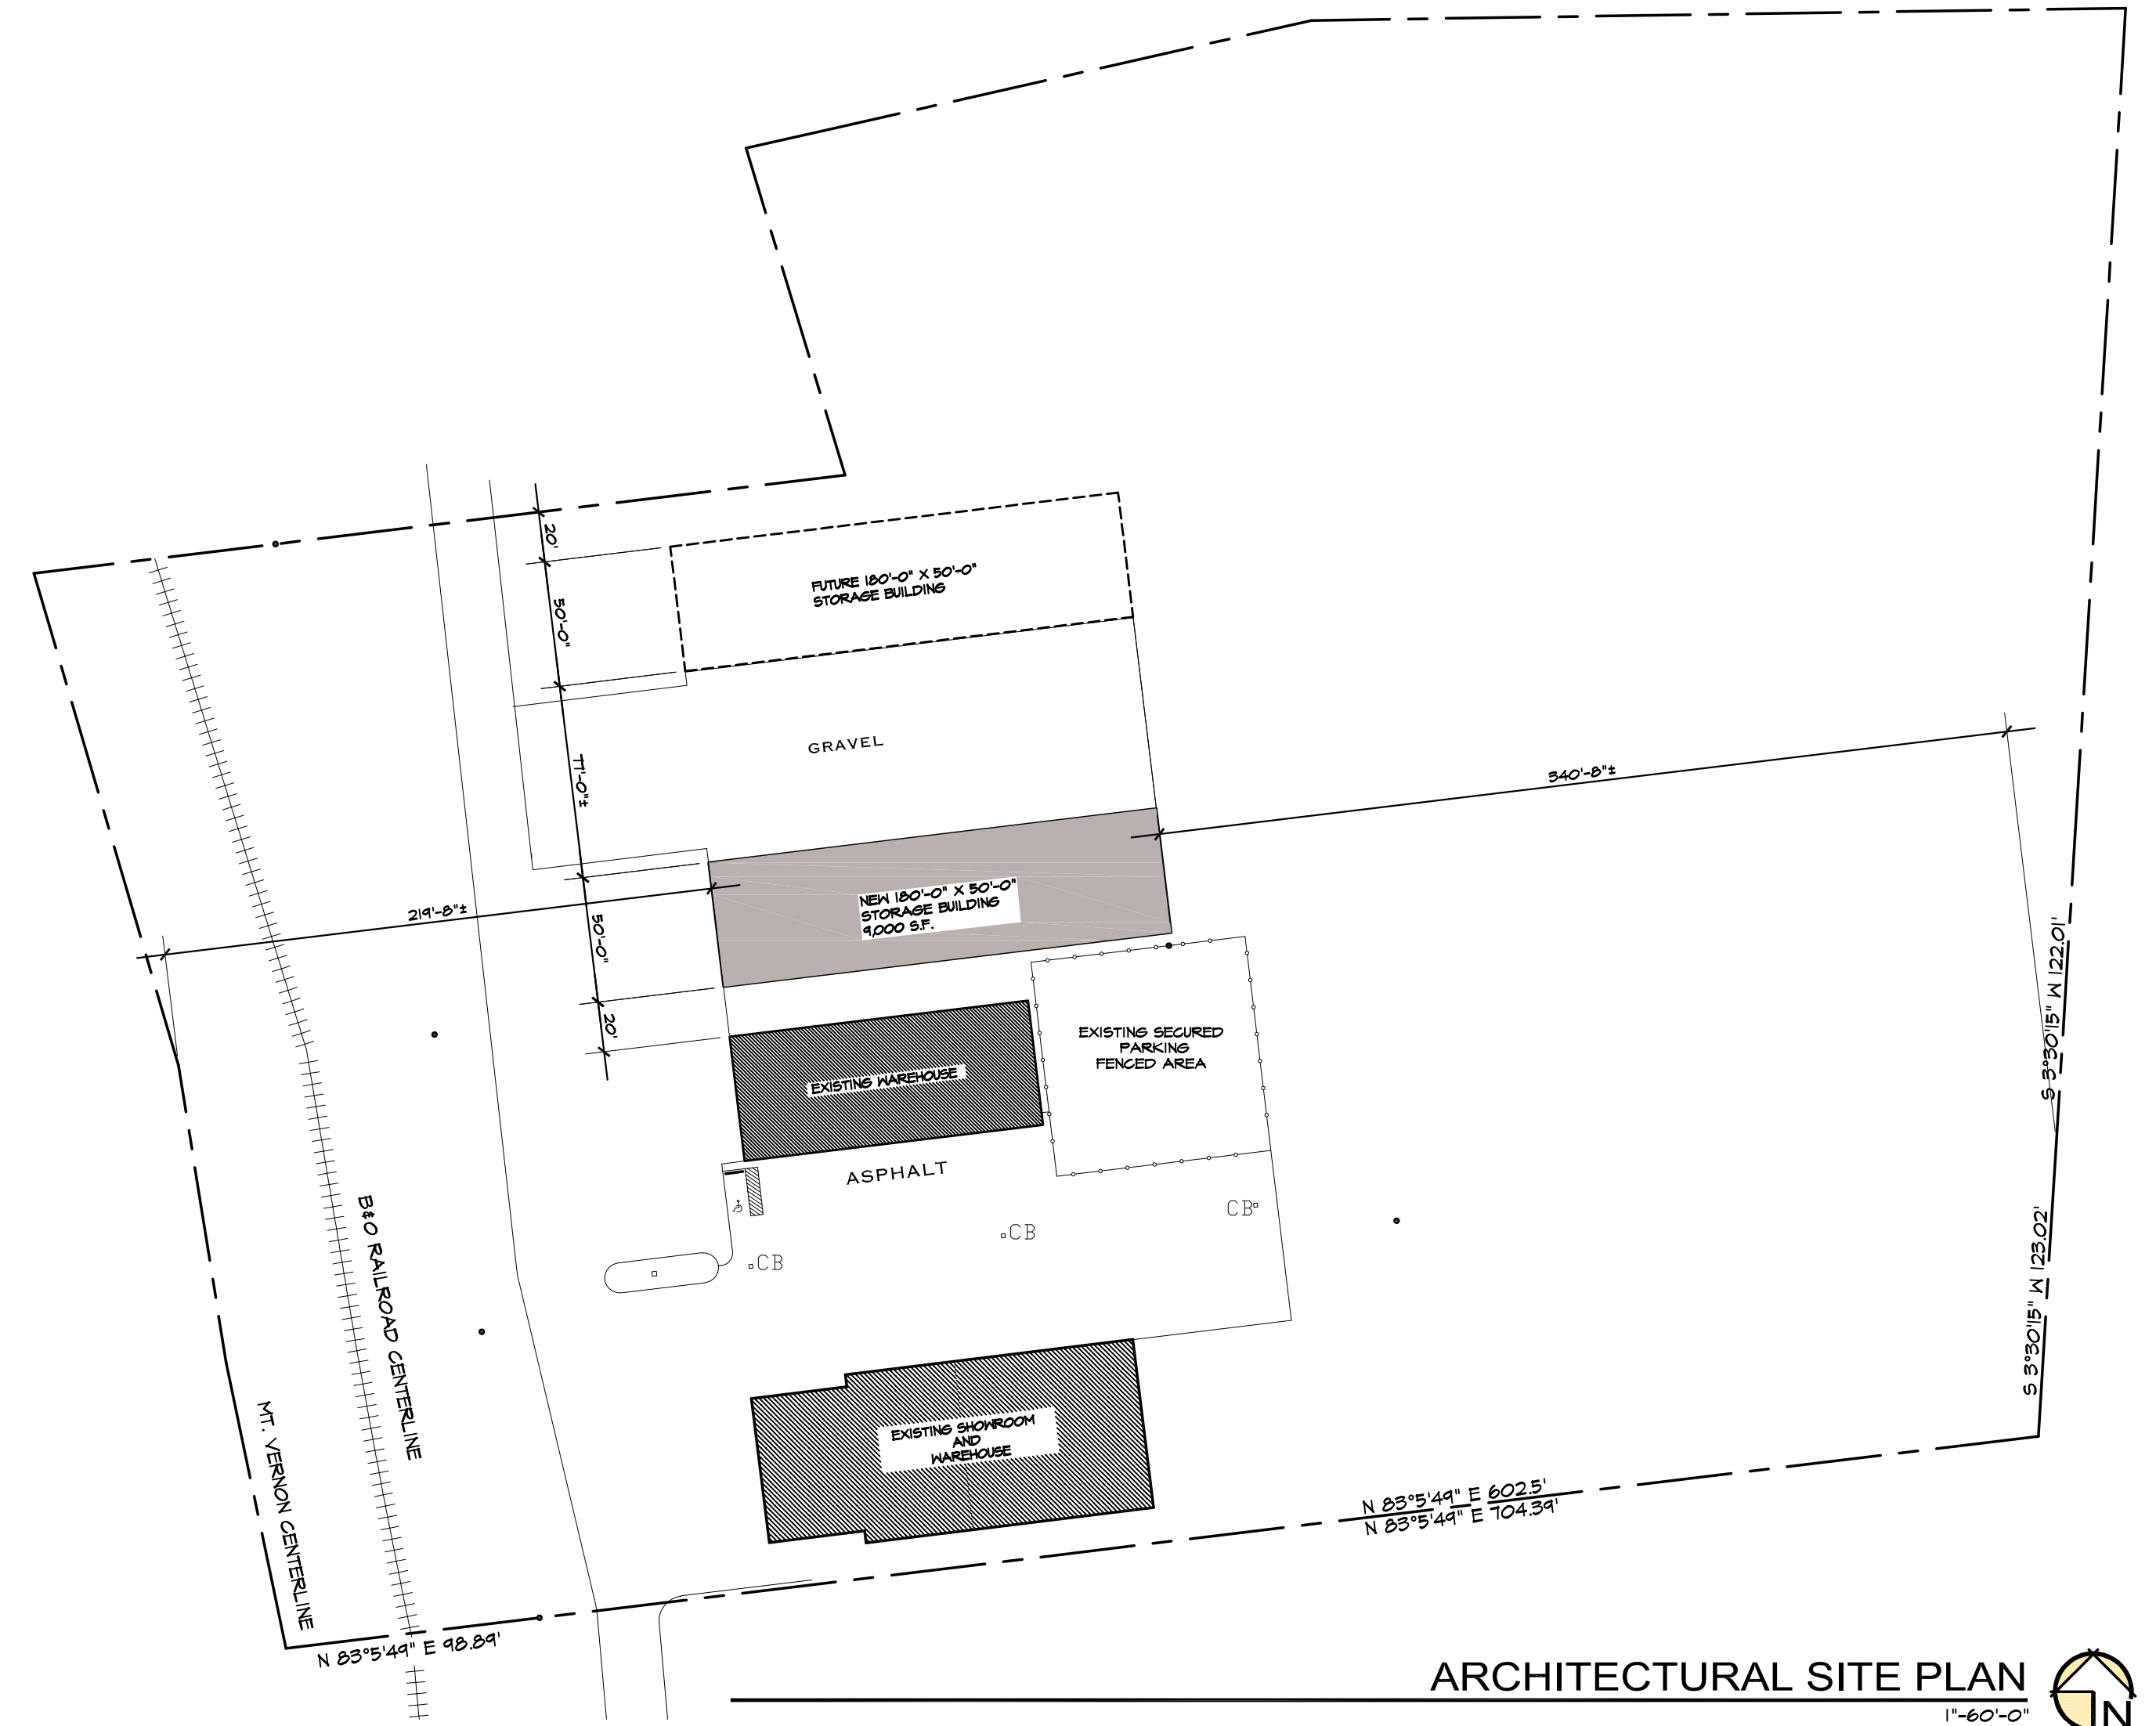 20'
FUTURE 180'-0" X 50'-0"
STORAGE BUILDING
50'-0"
GRAVEL
77'-0"±
340'-8"±
NEW 180'-0" X 50'-0"
STORAGE BUILDING
9,000 S.F.
219'-8"±
50'-0"
20'
EXISTING SECURED
PARKING
FENCED AREA
S 3°30'15" W 122.01'
EXISTING WAREHOUSE
ASPHALT
CB
CB
CB
B&O RAILROAD CENTERLINE
S 3°30'15" W 123.02'
MT. VERNON CENTERLINE
EXISTING SHOWROOM
AND
WAREHOUSE
N 83°5'49" E 602.5'
N 83°5'49" E 704.39'
N 83°5'49" E 98.89'
ARCHITECTURAL SITE PLAN
1"-60'-0"
N